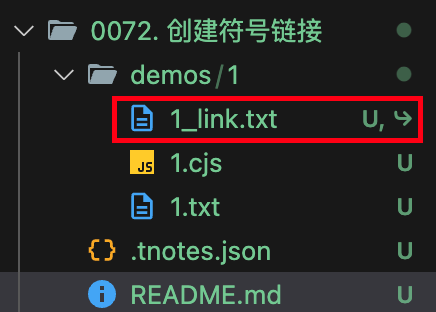 0072. 创建符号链接
demos/1
1_link.txt U, ↪
JS 1.cjs U
1.txt U
{} .tnotes.json
README.md U